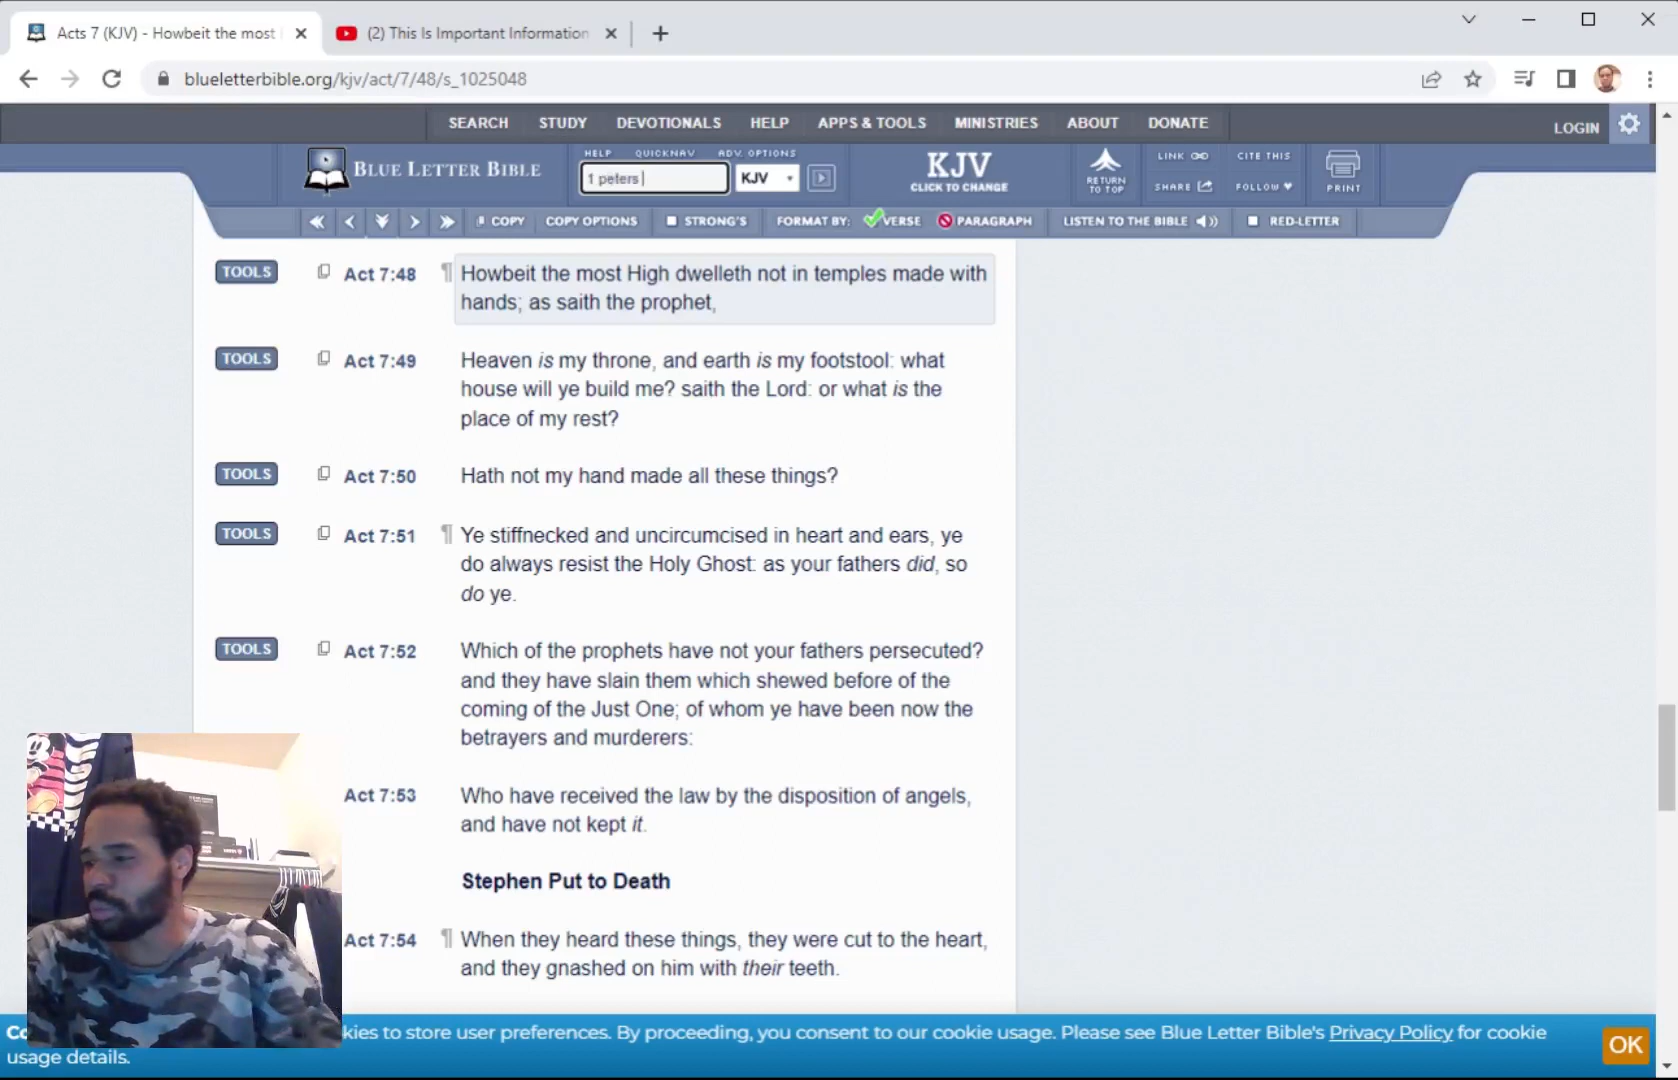 Acts 7 (KJV) - Howbeit the most
(2) This Is Important Information
blueletterbible.org/kjv/act/7/48/s_1025048
SEARCH STUDY DEVOTIONALS HELP APPS & TOOLS MINISTRIES ABOUT DONATE
LOGIN
BLUE LETTER BIBLE
HELP QUICKNAV ADV. OPTIONS
1 peters
KJV
KJV
CLICK TO CHANGE
RETURN
TO TOP
LINK
CITE THIS
SHARE
FOLLOW
PRINT
COPY COPY OPTIONS STRONG'S FORMAT BY: VERSE PARAGRAPH LISTEN TO THE BIBLE RED-LETTER
TOOLS Act 7:48 ¶ Howbeit the most High dwelleth not in temples made with
hands; as saith the prophet,
TOOLS Act 7:49 Heaven is my throne, and earth is my footstool: what
house will ye build me? saith the Lord: or what is the
place of my rest?
TOOLS Act 7:50 Hath not my hand made all these things?
TOOLS Act 7:51 ¶ Ye stiffnecked and uncircumcised in heart and ears, ye
do always resist the Holy Ghost: as your fathers did, so
do ye.
TOOLS Act 7:52 Which of the prophets have not your fathers persecuted?
and they have slain them which shewed before of the
coming of the Just One; of whom ye have been now the
betrayers and murderers:
Act 7:53 Who have received the law by the disposition of angels,
and have not kept it.
Stephen Put to Death
Act 7:54 ¶ When they heard these things, they were cut to the heart,
and they gnashed on him with their teeth.
kies to store user preferences. By proceeding, you consent to our cookie usage. Please see Blue Letter Bible's Privacy Policy for cookie
usage details.
OK